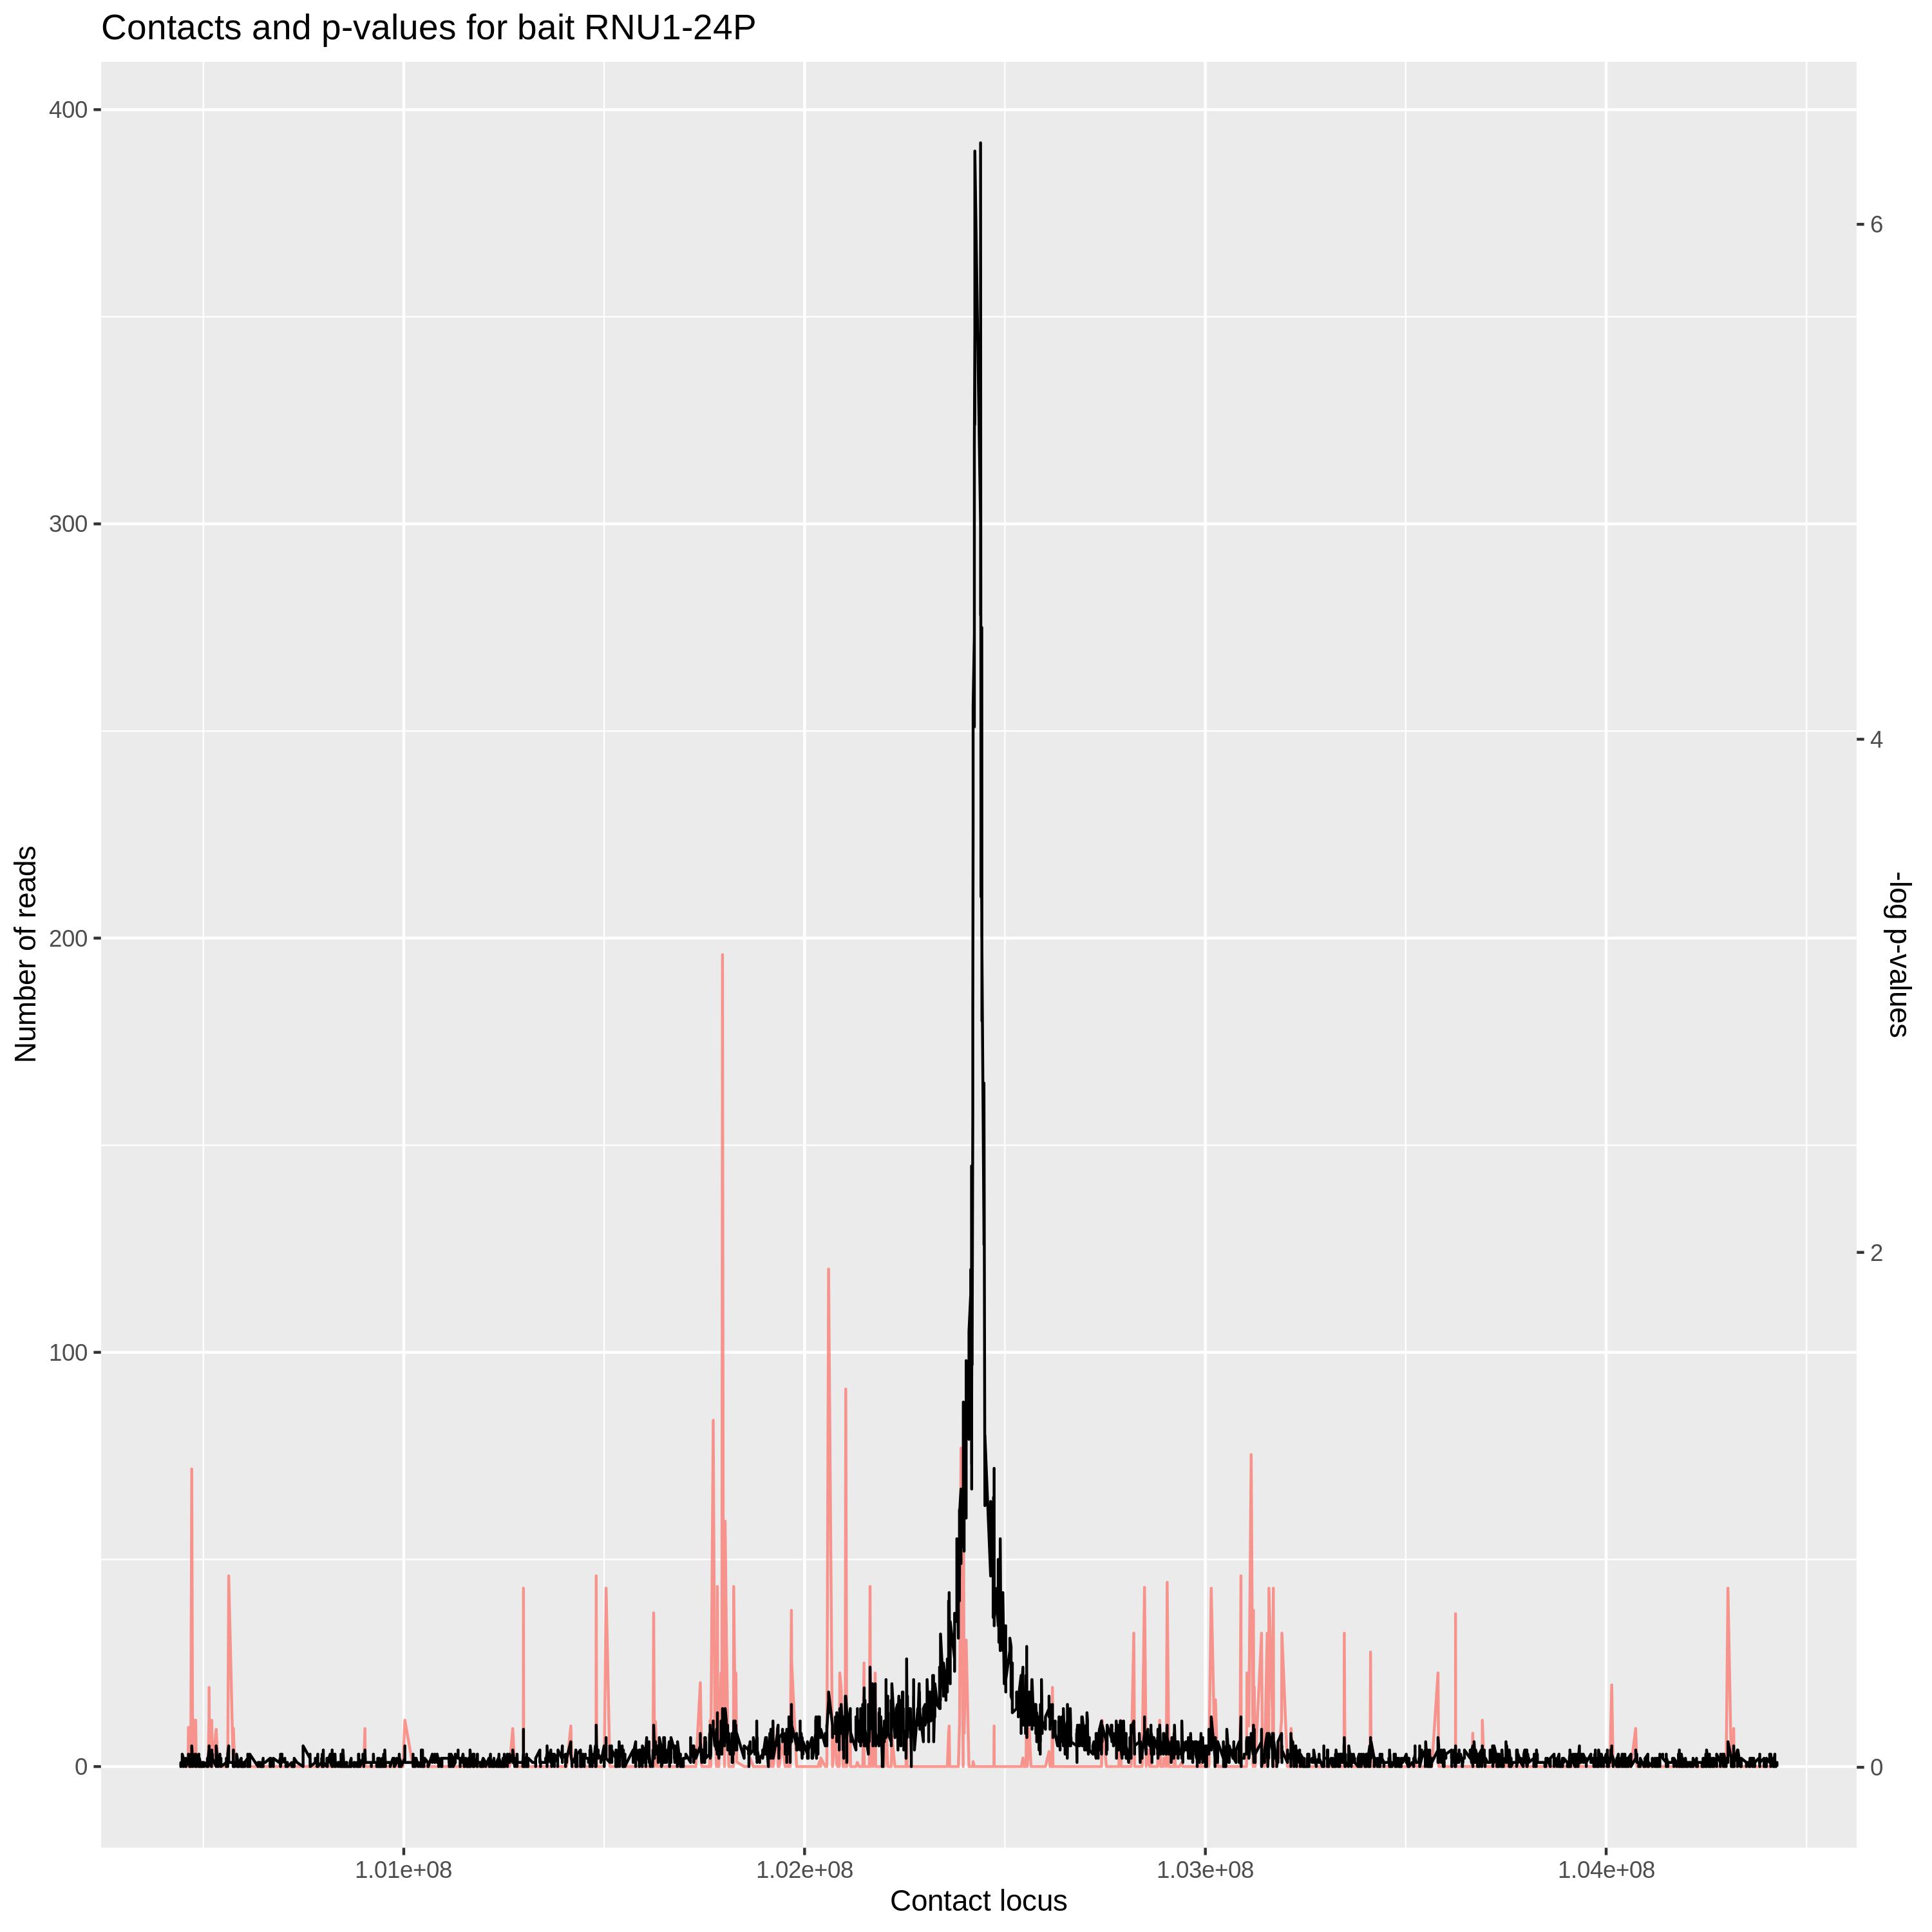 Contacts and p-values for bait RNU1-24P
400
300
200
100
0
6
4
2
0
Number of reads
-log p-values
1.01e+08 1.02e+08 1.03e+08 1.04e+08
Contact locus